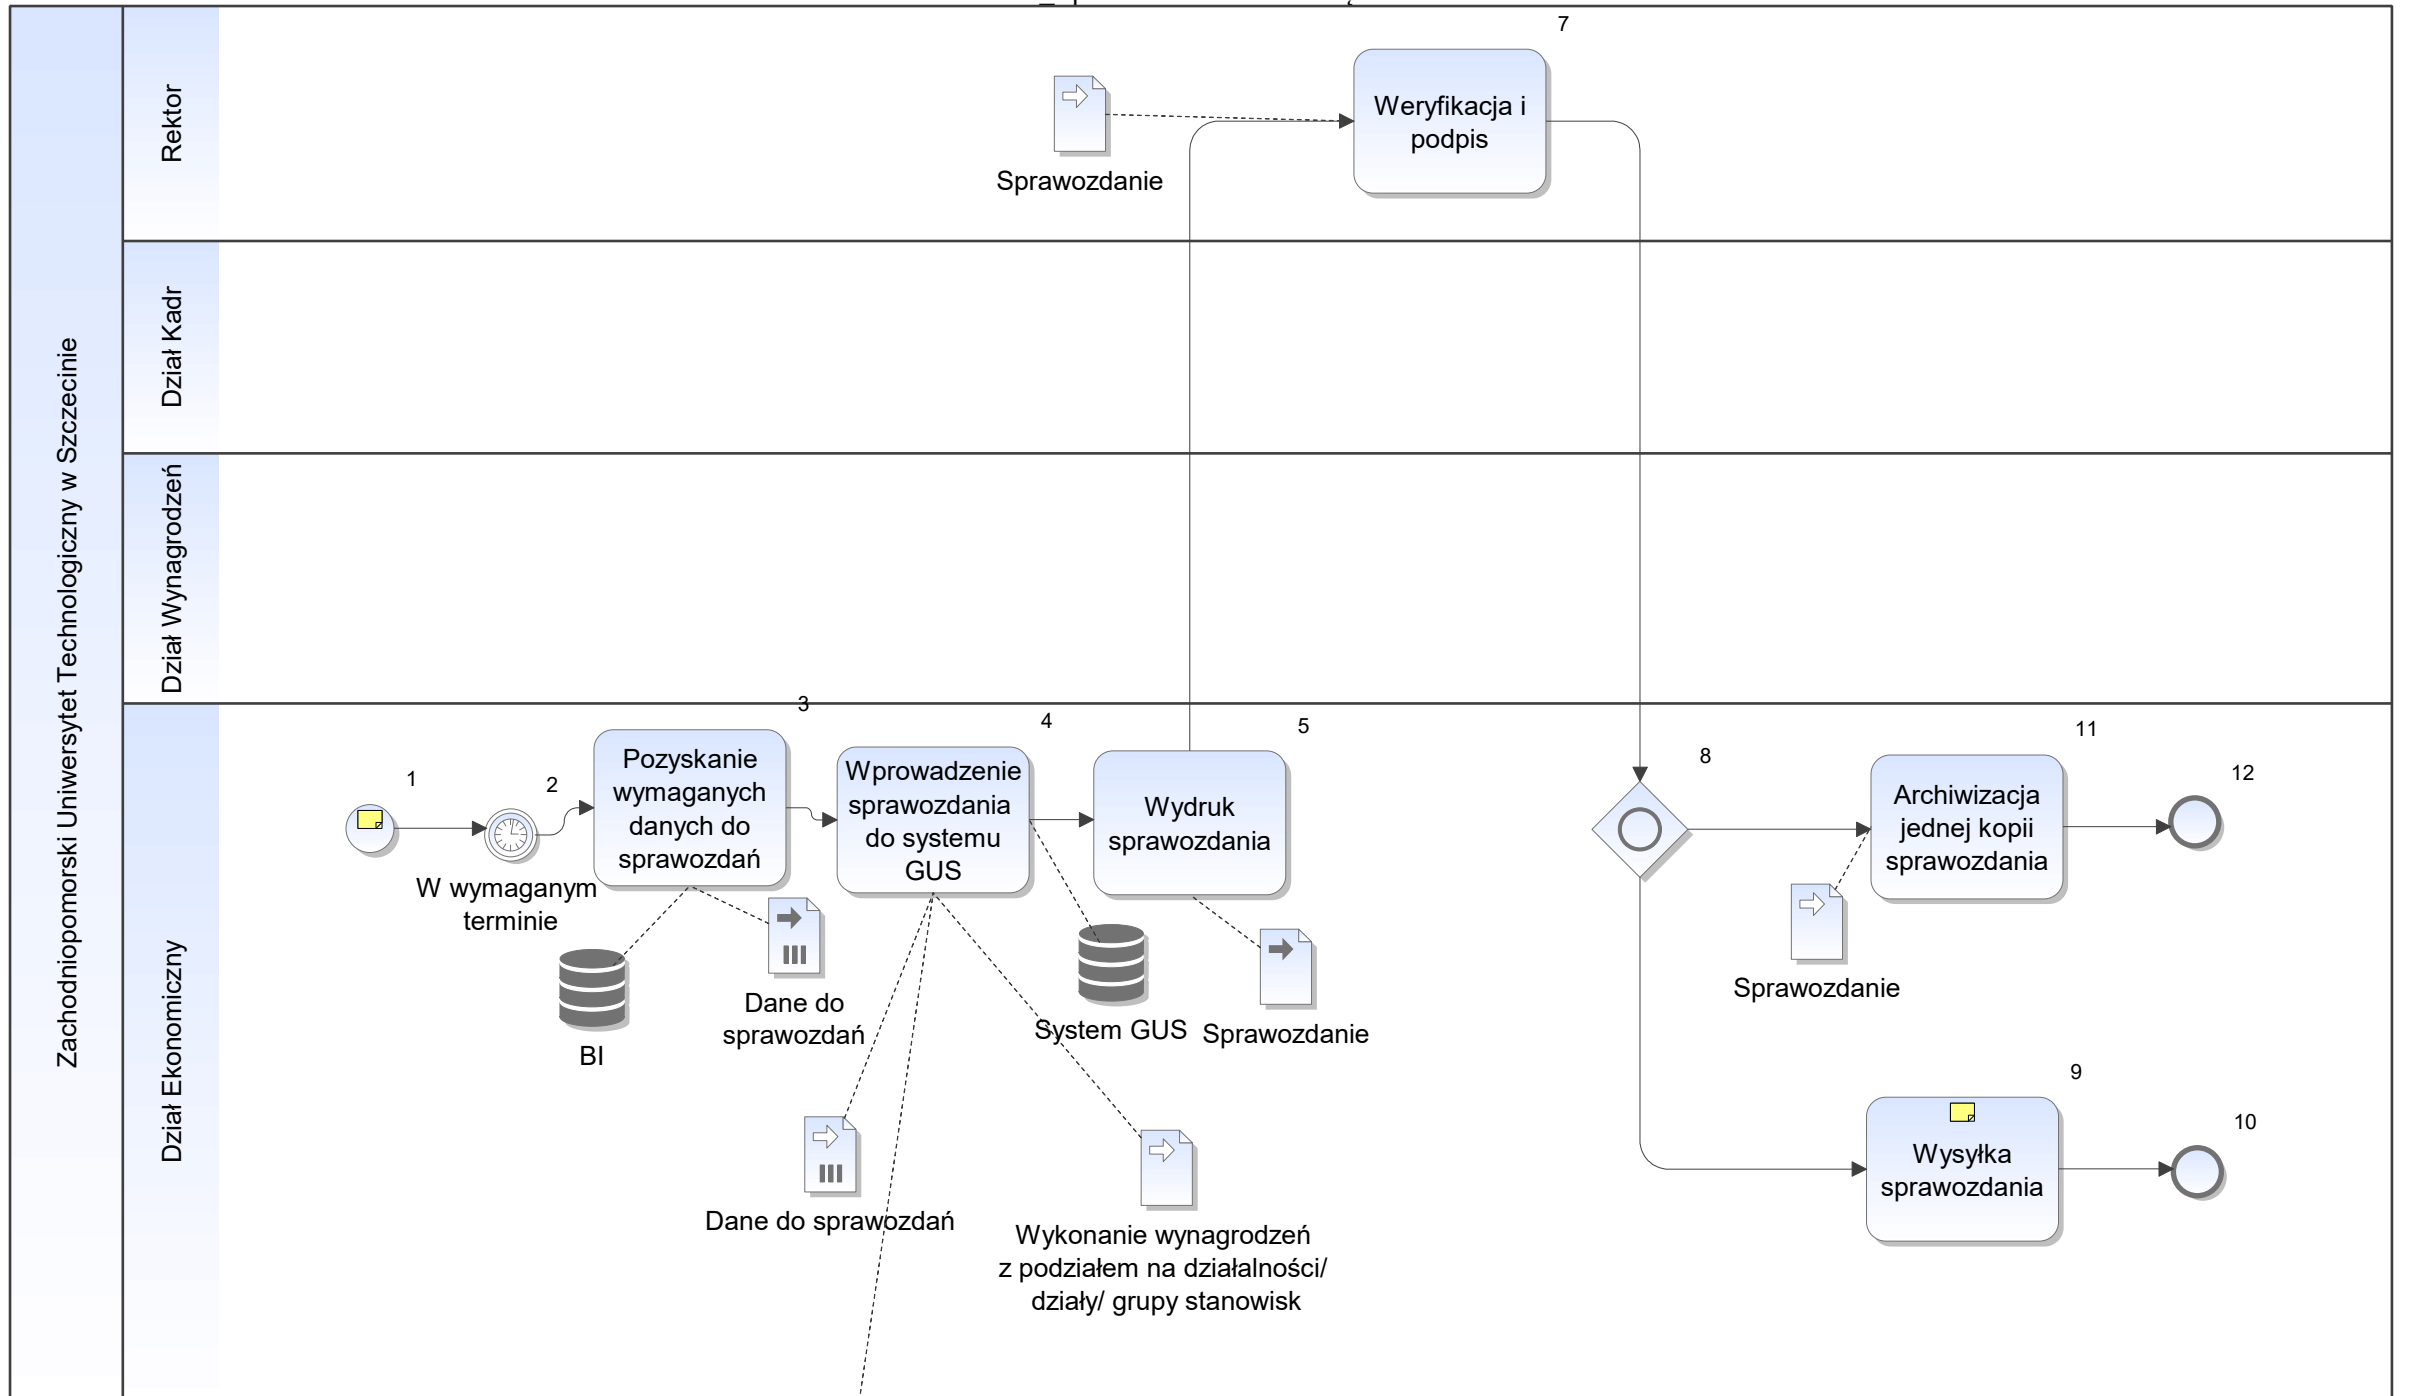 7
Rektor
Weryfikacja i
podpis
Sprawozdanie
Dział Kadr
Zachodniopomorski Uniwersytet Technologiczny w Szczecinie
Dział Wynagrodzeń
Dział Ekonomiczny
1
2
W wymaganym
terminie
3
Pozyskanie
wymaganych
danych do
sprawozdań
BI
Dane do
sprawozdań
4
Wprowadzenie
sprawozdania
do systemu
GUS
System GUS
Dane do sprawozdań
Wykonanie wynagrodzeń
z podziałem na działalności/
działy/ grupy stanowisk
5
Wydruk
sprawozdania
Sprawozdanie
8
11
Archiwizacja
jednej kopii
sprawozdania
Sprawozdanie
12
9
Wysyłka
sprawozdania
10